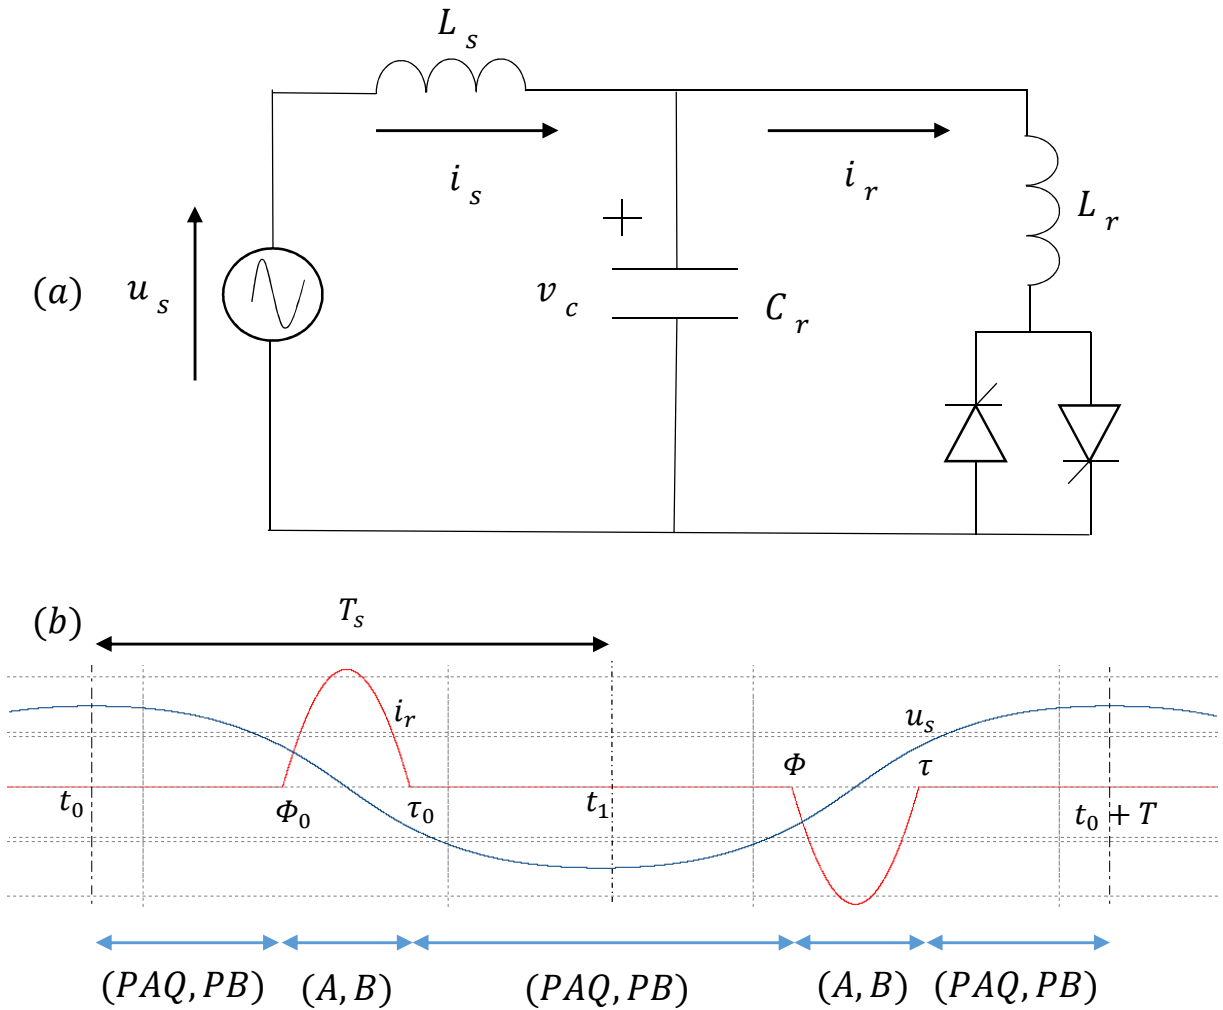 L s
i s
i r
+
L r
(a)
u s
v c
C r
(b)
T s
i r
u s
Φ
τ
t 0
Φ 0
τ 0
t 1
t 0 + T
(PAQ, PB) (A, B) (PAQ, PB) (A, B) (PAQ, PB)